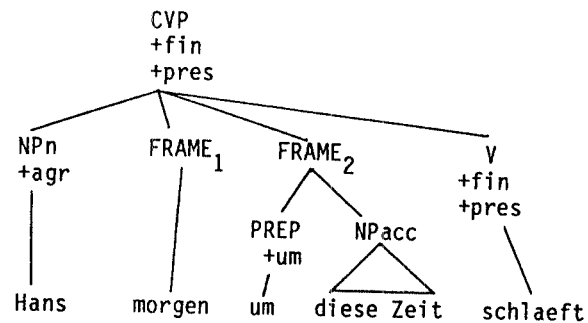 CVP
+fin
+pres
NPn FRAME1 FRAME2 V
+agr +fin
+pres
PREP NPacc
+um
Hans morgen um diese Zeit schlaeft